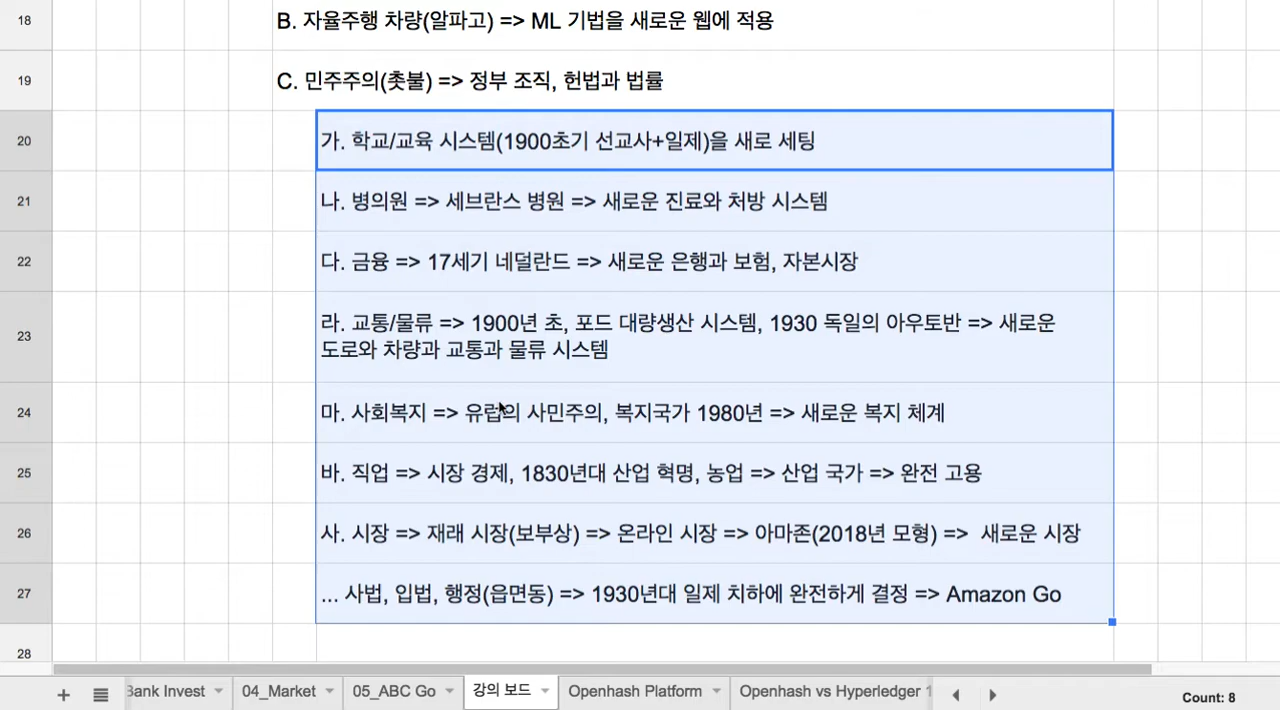 18 B. 자율주행 차량(알파고) => ML 기법을 새로운 웹에 적용
19 C. 민주주의(촛불) => 정부 조직, 헌법과 법률
20 가. 학교/교육 시스템(1900초기 선교사+일제)을 새로 세팅
21 나. 병의원 => 세브란스 병원 => 새로운 진료와 처방 시스템
22 다. 금융 => 17세기 네덜란드 => 새로운 은행과 보험, 자본시장
23 라. 교통/물류 => 1900년 초, 포드 대량생산 시스템, 1930 독일의 아우토반 => 새로운
도로와 차량과 교통과 물류 시스템
24 마. 사회복지 => 유럽의 사민주의, 복지국가 1980년 => 새로운 복지 체계
25 바. 직업 => 시장 경제, 1830년대 산업 혁명, 농업 => 산업 국가 => 완전 고용
26 사. 시장 => 재래 시장(보부상) => 온라인 시장 => 아마존(2018년 모형) => 새로운 시장
27 ... 사법, 입법, 행정(읍면동) => 1930년대 일제 치하에 완전하게 결정 => Amazon Go
28
Bank Invest 04_Market 05_ABC Go 강의 보드 Openhash Platform Openhash vs Hyperledger 1 Count: 8